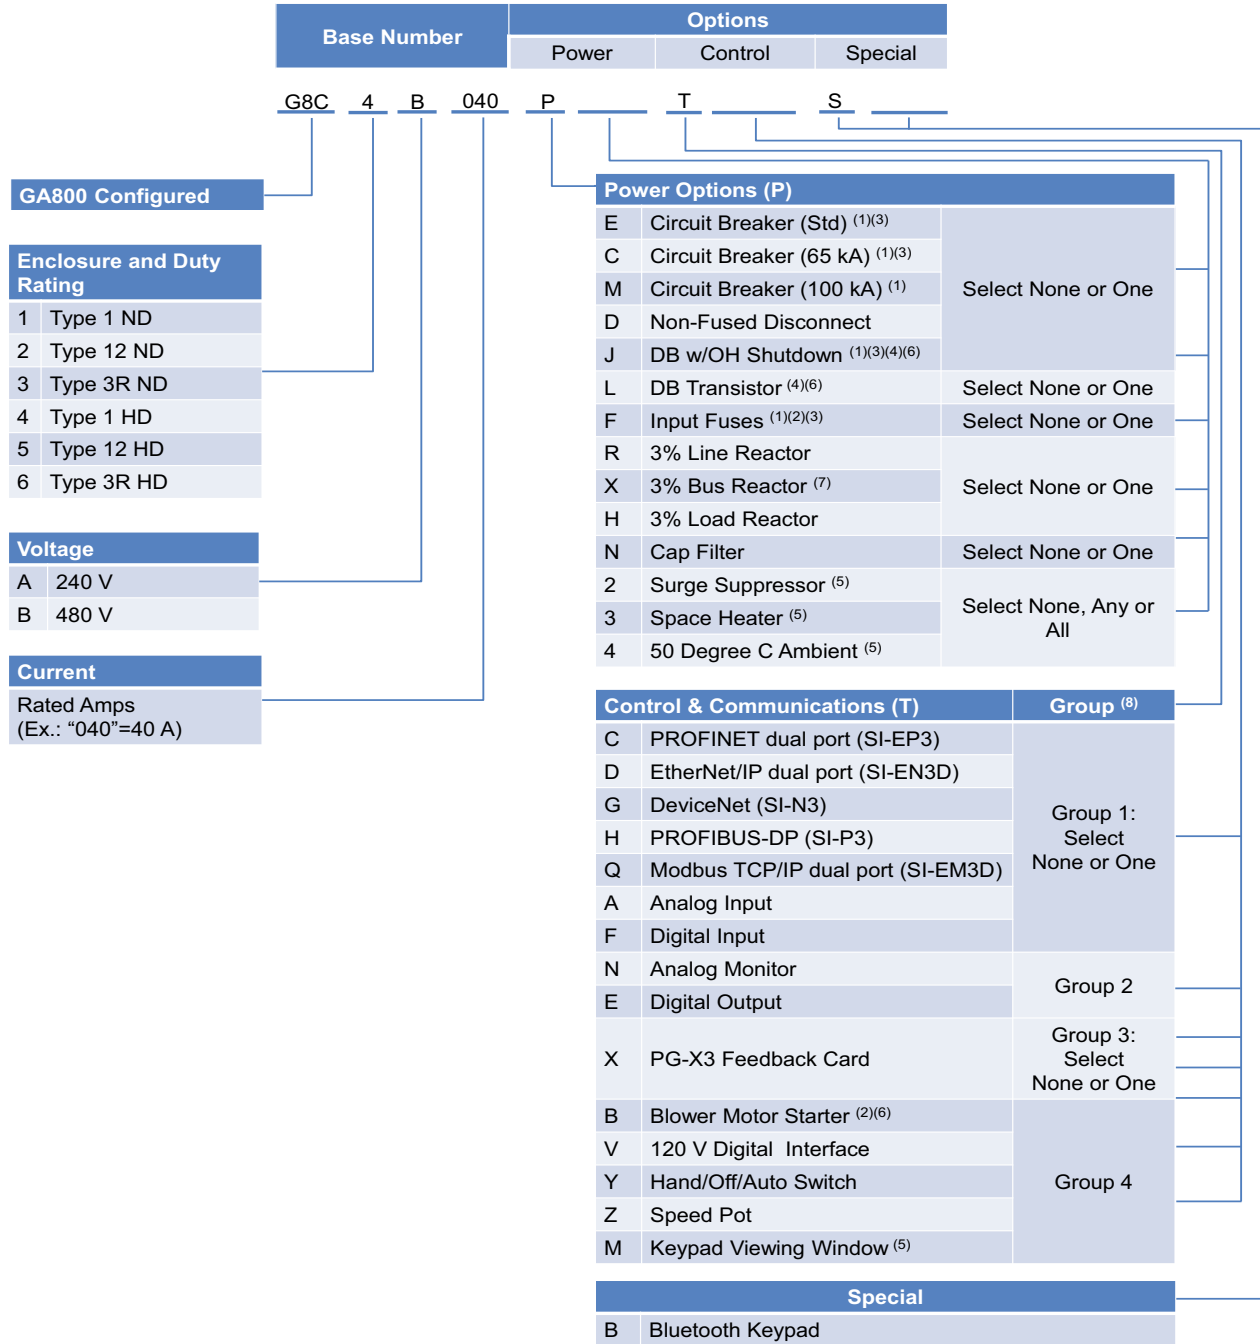 Base Number
Options
Power Control Special
G8C 4 B 040 P T S
GA800 Configured
Enclosure and Duty
Rating
1 Type 1 ND
2 Type 12 ND
3 Type 3R ND
4 Type 1 HD
5 Type 12 HD
6 Type 3R HD
Voltage
A 240 V
B 480 V
Current
Rated Amps
(Ex.: “040”=40 A)
Power Options (P)
E Circuit Breaker (Std) (1)(3)
C Circuit Breaker (65 kA) (1)(3)
M Circuit Breaker (100 kA) (1)
D Non-Fused Disconnect
J DB w/OH Shutdown (1)(3)(4)(6)
Select None or One
L DB Transistor (4)(6) Select None or One
F Input Fuses (1)(2)(3) Select None or One
R 3% Line Reactor
X 3% Bus Reactor (7)
H 3% Load Reactor
Select None or One
N Cap Filter Select None or One
2 Surge Suppressor (5)
3 Space Heater (5)
4 50 Degree C Ambient (5)
Select None, Any or
All
Control & Communications (T) Group (8)
C PROFINET dual port (SI-EP3)
D EtherNet/IP dual port (SI-EN3D)
G DeviceNet (SI-N3)
H PROFIBUS-DP (SI-P3)
Q Modbus TCP/IP dual port (SI-EM3D)
A Analog Input
F Digital Input
Group 1:
Select
None or One
N Analog Monitor
E Digital Output
Group 2
X PG-X3 Feedback Card
Group 3:
Select
None or One
B Blower Motor Starter (2)(6)
V 120 V Digital Interface
Y Hand/Off/Auto Switch
Z Speed Pot
M Keypad Viewing Window (5)
Group 4
Special
B Bluetooth Keypad